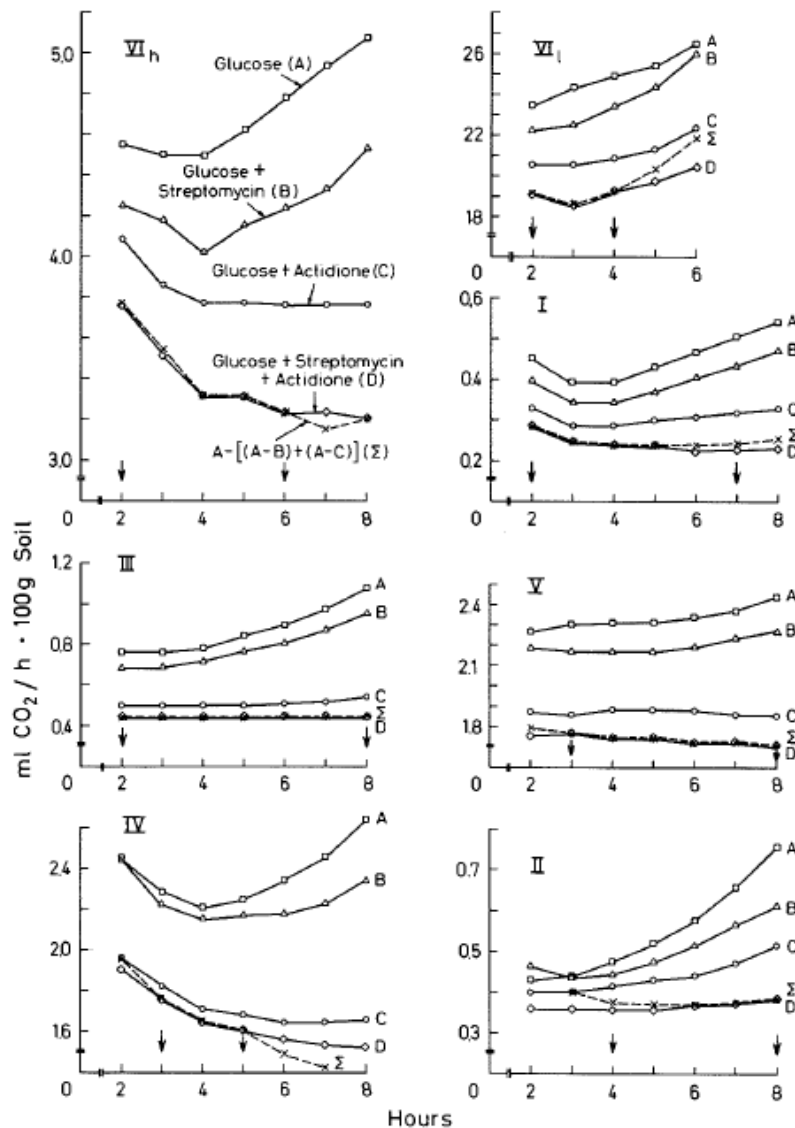 VIh
5,0
4,0
3,0
0
2 4 6 8
Glucose (A)
Glucose +
Streptomycin (B)
Glucose + Actidione (C)
Glucose + Streptomycin
+ Actidione (D)
A-[(A-B)+(A-C)] (Σ)
VIl
26
22
18
0
2 4 6
A
B
C
Σ
D
I
0,6
0,4
0,2
0
2 4 6 8
A
B
C
Σ
D
III
1.2
0.8
0.4
0
2 4 6 8
A
B
C
Σ
D
V
2.4
2.1
1.8
0
2 4 6 8
A
B
C
Σ
D
IV
2.4
2.0
1.6
0
2 4 6 8
A
B
C
D
Σ
II
0.7
0.5
0.3
0
2 4 6 8
A
B
C
Σ
D
ml CO₂ / h · 100g Soil
Hours